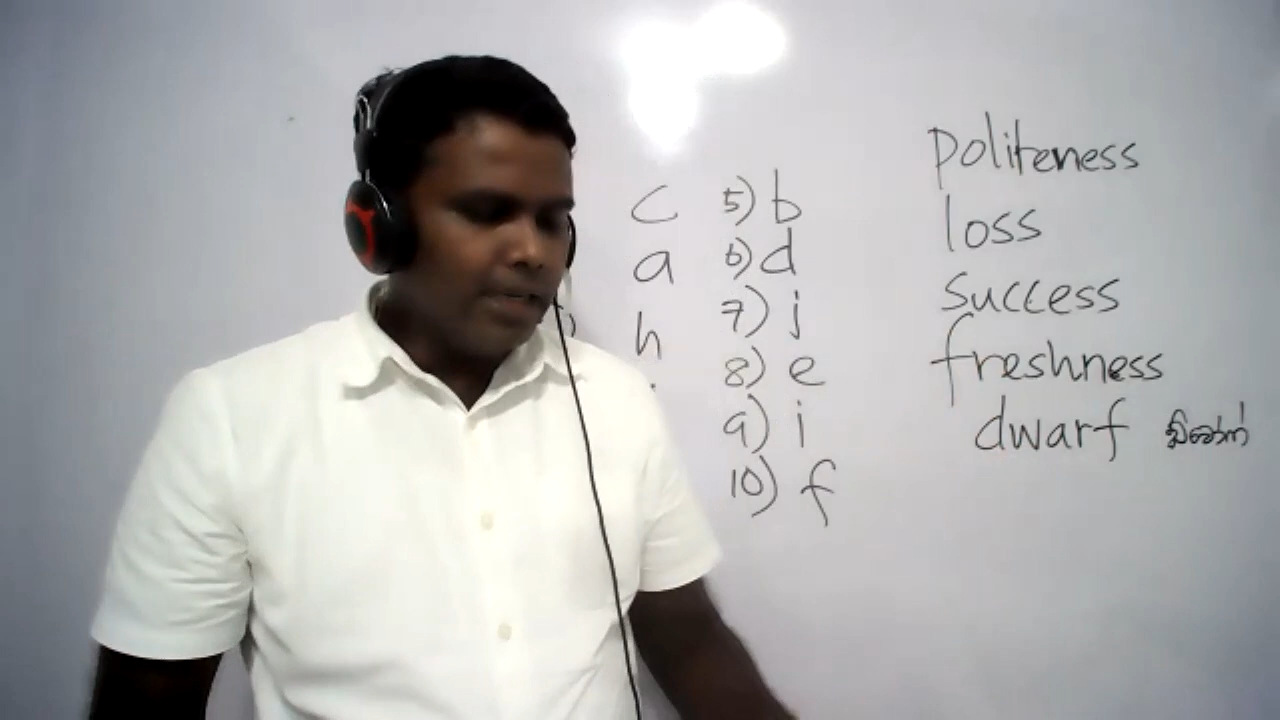 c
a
h
5) b
6) d
7) j
8) e
9) i
10) f
politeness
loss
success
freshness
dwarf